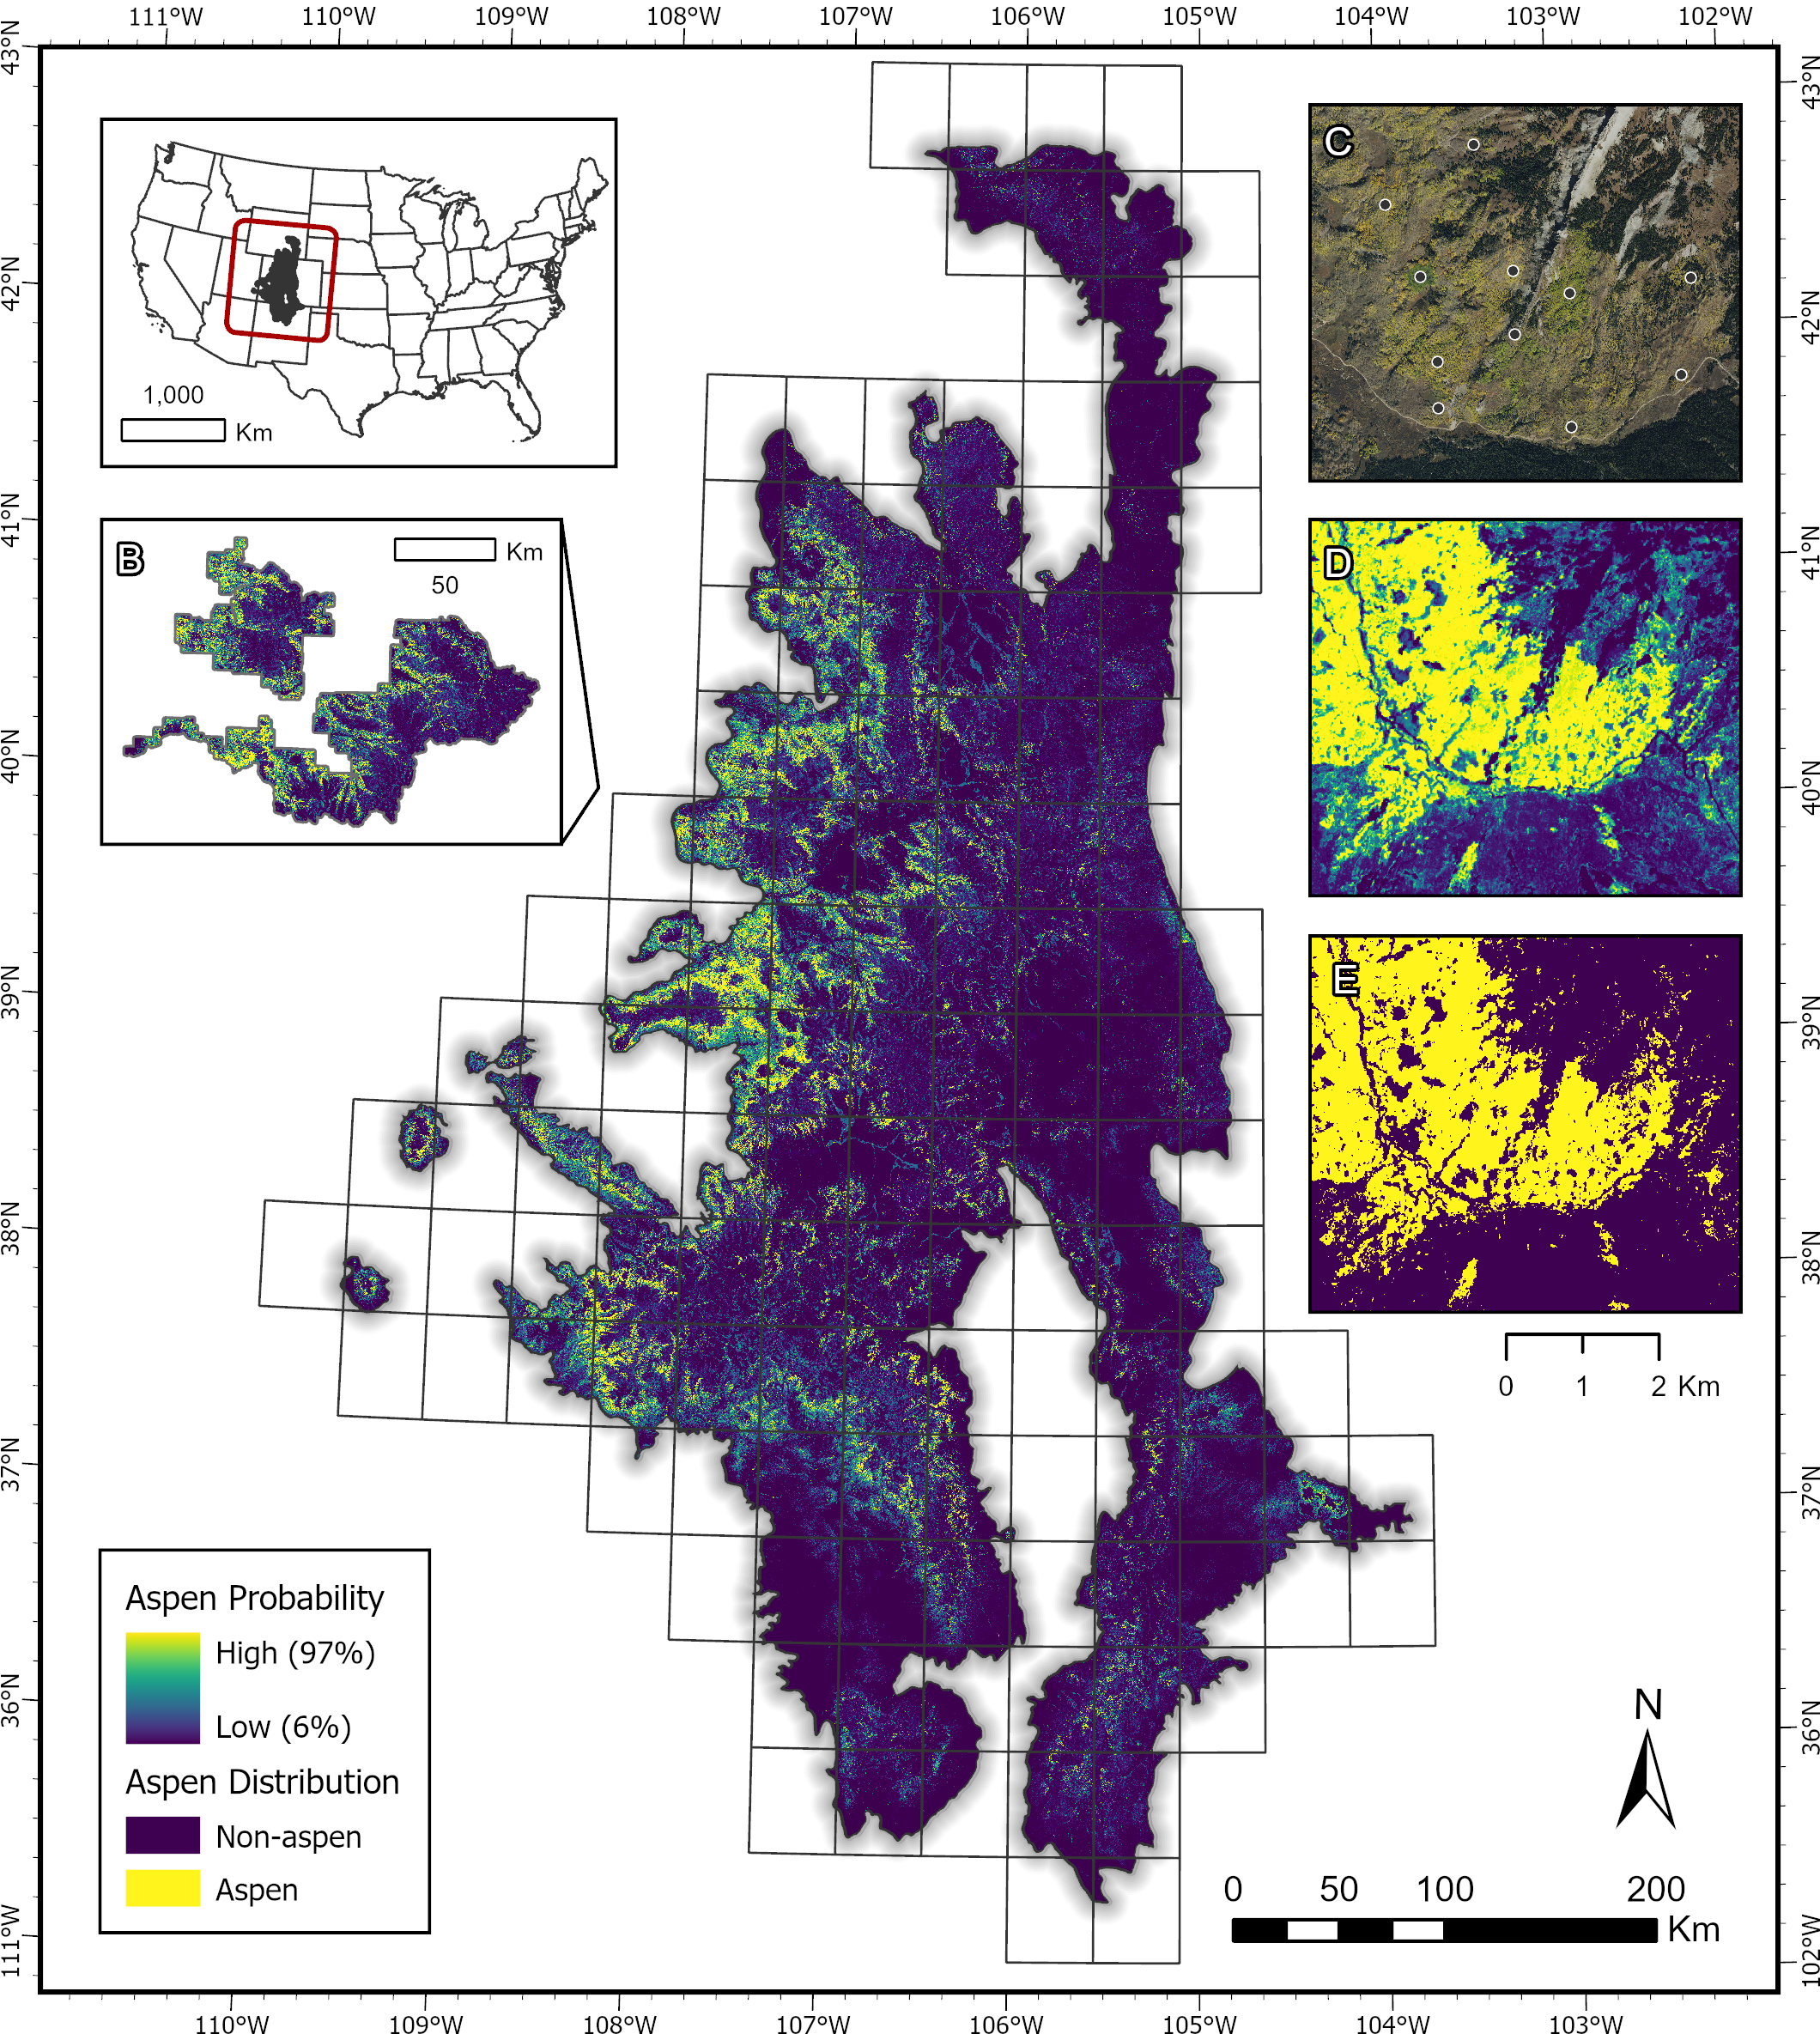 111°W 110°W 109°W 108°W 107°W 106°W 105°W 104°W 103°W 102°W
43°N
42°N
41°N
40°N
39°N
38°N
37°N
36°N
111°W
43°N
42°N
41°N
40°N
39°N
38°N
37°N
36°N
102°W
1,000
Km
B
Km
50
C
D
E
0 1 2 Km
Aspen Probability
High (97%)
Low (6%)
Aspen Distribution
Non-aspen
Aspen
N
0 50 100 200
Km
110°W 109°W 108°W 107°W 106°W 105°W 104°W 103°W